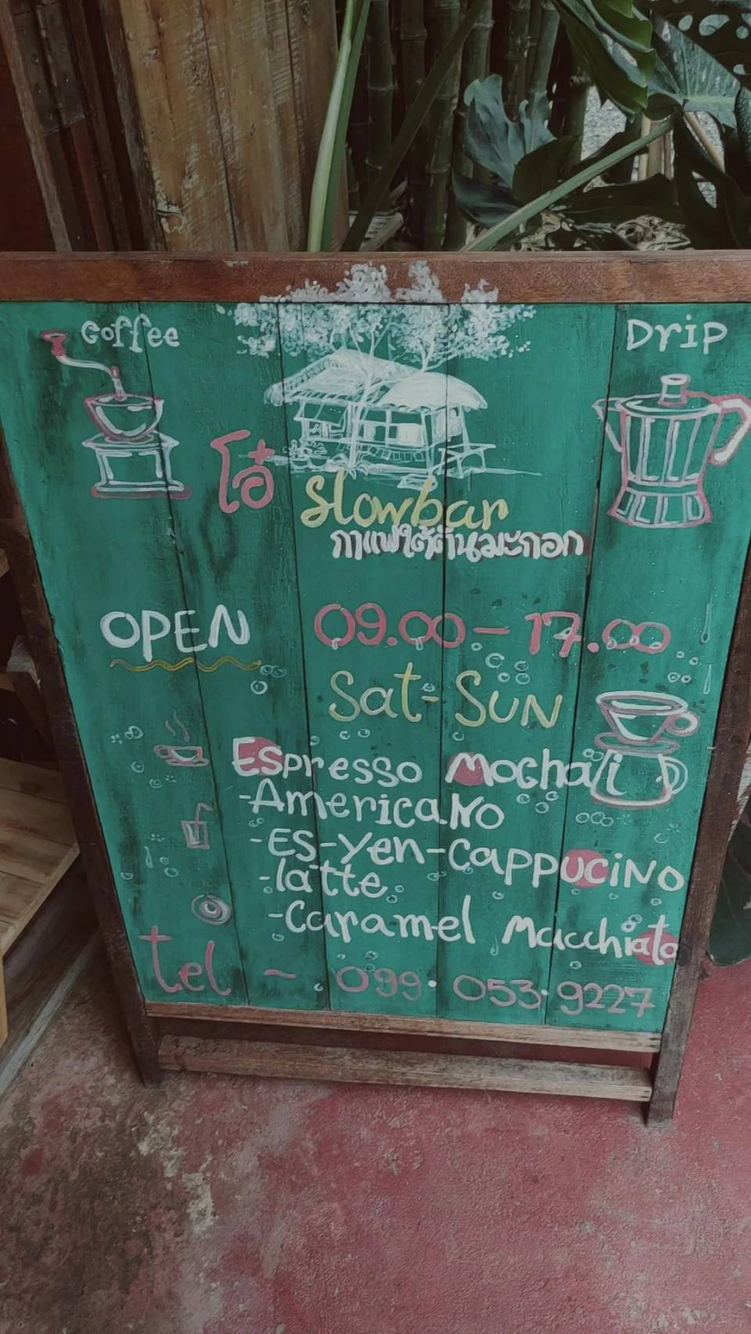 Coffee
Drip
โอ๋ Slowbar
กาแฟใต้ต้นมะกอก
OPEN 09.00 - 17.00
Sat - SUN
Espresso Mocha
- AmericaNo
- ES-yen-CappuciNo
- latte
- Caramel Macchiato
tel ~ 099. 053.9227